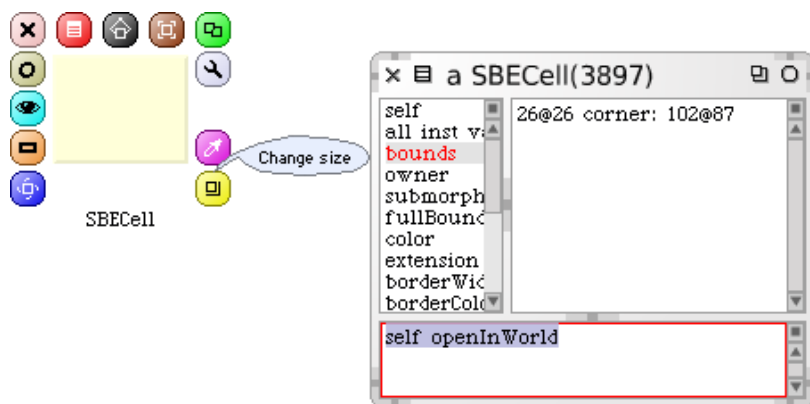 Change size
SBECell
a SBECell(3897)
self
all inst va
bounds
owner
submorph
fullBound
color
extension
borderWid
borderColo
26@26 corner: 102@87
self openInWorld